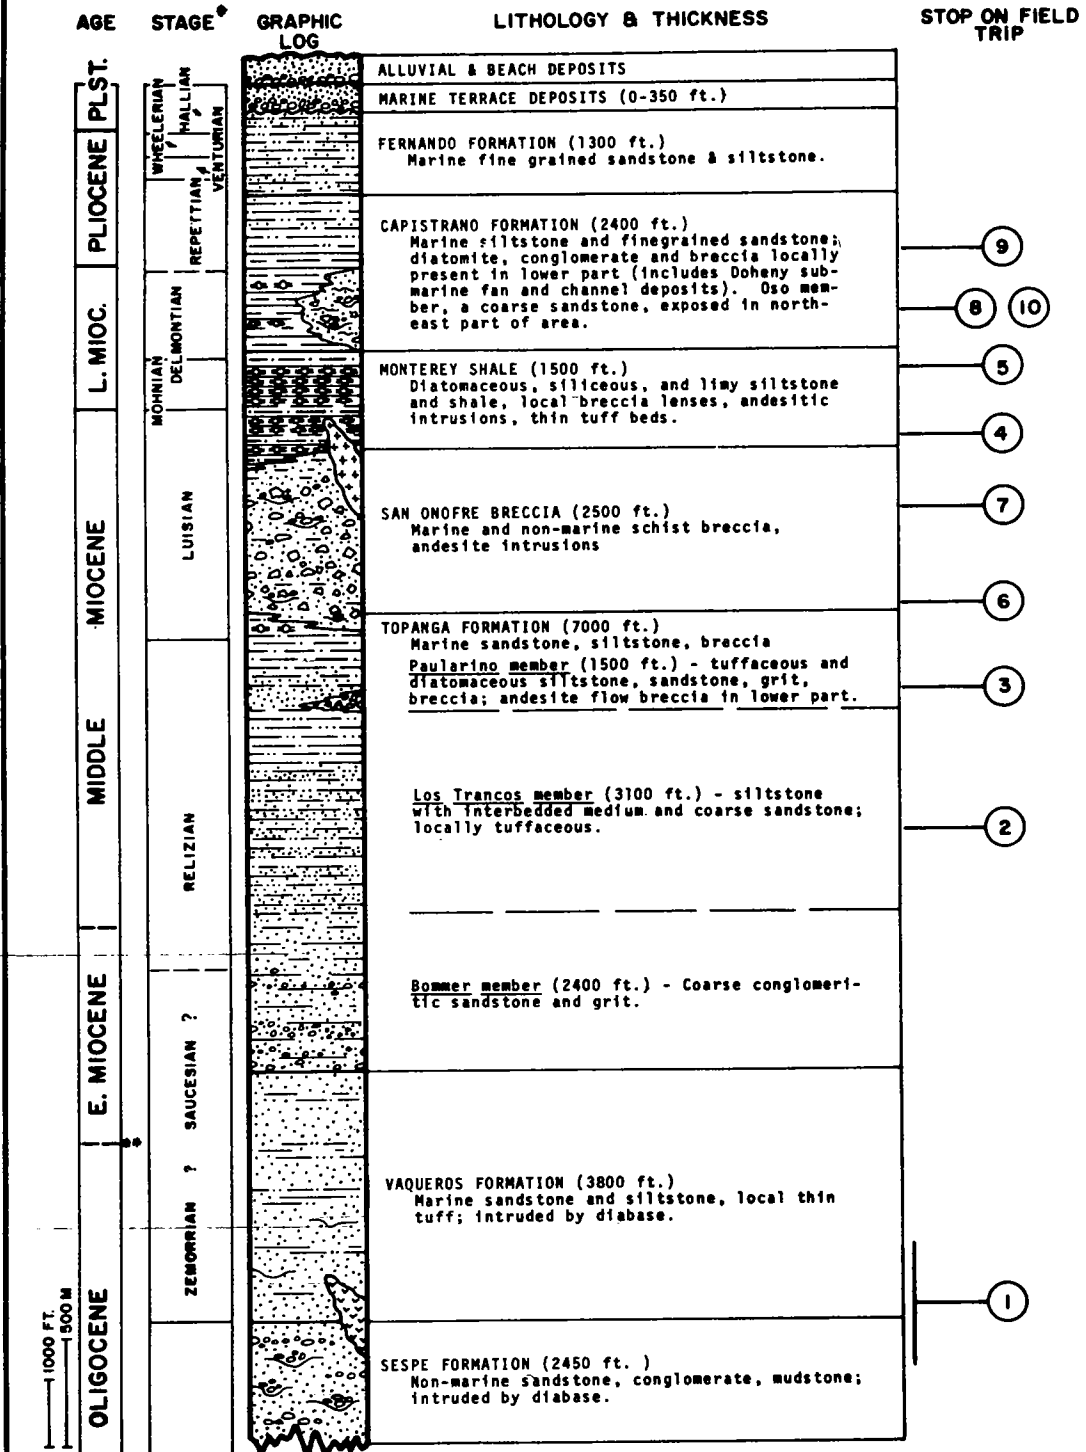 AGE
STAGE*
GRAPHIC
LOG
LITHOLOGY & THICKNESS
STOP ON FIELD
TRIP
PLST.
PLIOCENE
L. MIOC.
MIDDLE MIOCENE
E. MIOCENE
**
OLIGOCENE
WHEELERIAN
HALLIAN
VENTURIAN
REPETTIAN
DELMONTIAN
MOHNIAN
LUISIAN
RELIZIAN
SAUCESIAN ?
ZEMORRIAN ?
1000 FT.
500 M
ALLUVIAL & BEACH DEPOSITS
MARINE TERRACE DEPOSITS (0-350 ft.)
FERNANDO FORMATION (1300 ft.)
Marine fine grained sandstone & siltstone.
CAPISTRANO FORMATION (2400 ft.)
Marine siltstone and finegrained sandstone;
diatomite, conglomerate and breccia locally
present in lower part (includes Doheny sub-
marine fan and channel deposits). Oso mem-
ber, a coarse sandstone, exposed in north-
east part of area.
MONTEREY SHALE (1500 ft.)
Diatomaceous, siliceous, and limy siltstone
and shale, local breccia lenses, andesitic
intrusions, thin tuff beds.
SAN ONOFRE BRECCIA (2500 ft.)
Marine and non-marine schist breccia,
andesite intrusions
TOPANGA FORMATION (7000 ft.)
Marine sandstone, siltstone, breccia
Paularino member (1500 ft.) - tuffaceous and
diatomaceous siltstone, sandstone, grit,
breccia; andesite flow breccia in lower part.
Los Trancos member (3100 ft.) - siltstone
with interbedded medium and coarse sandstone;
locally tuffaceous.
Bommer member (2400 ft.) - Coarse conglomeri-
tic sandstone and grit.
VAQUEROS FORMATION (3800 ft.)
Marine sandstone and siltstone, local thin
tuff; intruded by diabase.
SESPE FORMATION (2450 ft. )
Non-marine sandstone, conglomerate, mudstone;
intruded by diabase.
9
8 10
5
4
7
6
3
2
1